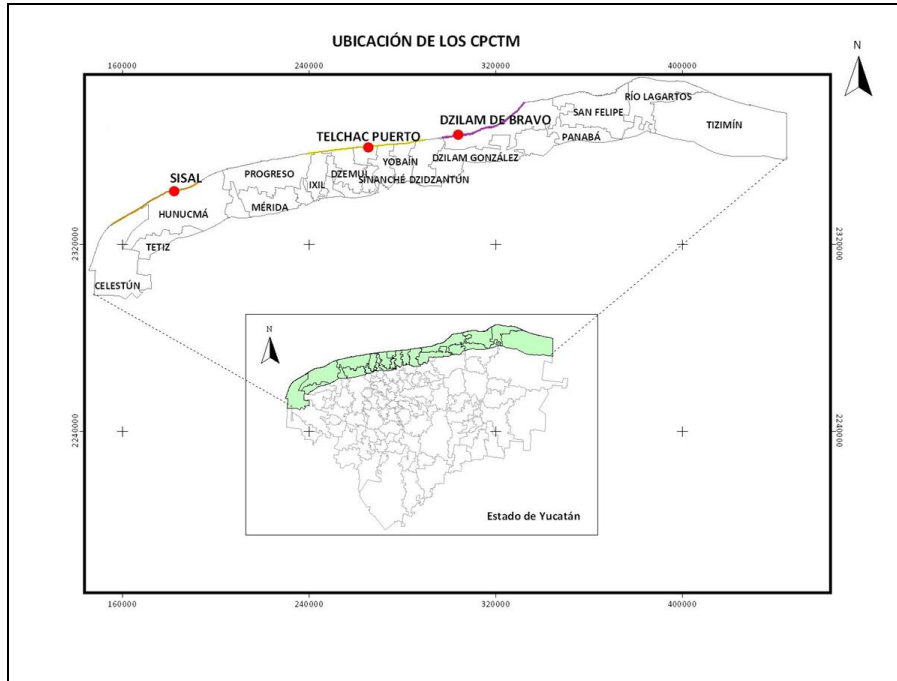 UBICACIÓN DE LOS CPCTM
N
160000 240000 320000 400000
RÍO LAGARTOS
DZILAM DE BRAVO
SAN FELIPE
TIZIMÍN
TELCHAC PUERTO
PANABÁ
YOBAÍN
DZILAM GONZÁLEZ
PROGRESO
DZEMUL
SISAL
IXIL
SINANCHÉ
DZIDZANTÚN
MÉRIDA
HUNUCMÁ
TETIZ
2320000
2320000
CELESTÚN
N
2240000
2240000
Estado de Yucatán
160000 240000 320000 400000